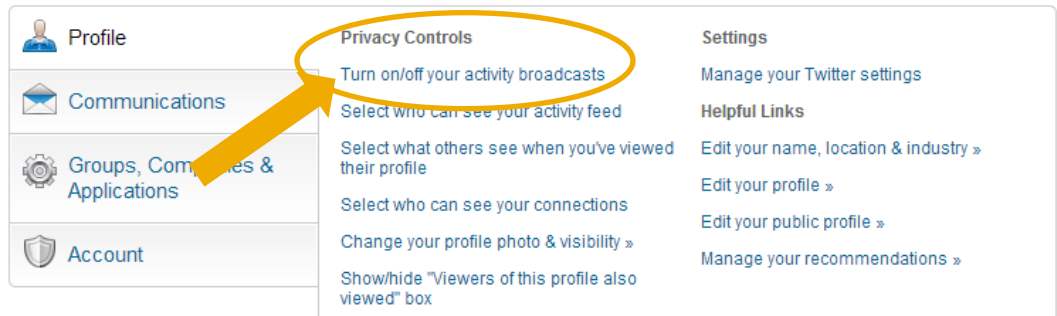 Profile
Communications
Groups, Companies &
Applications
Account
Privacy Controls
Turn on/off your activity broadcasts
Select who can see your activity feed
Select what others see when you've viewed
their profile
Select who can see your connections
Change your profile photo & visibility »
Show/hide "Viewers of this profile also
viewed" box
Settings
Manage your Twitter settings
Helpful Links
Edit your name, location & industry »
Edit your profile »
Edit your public profile »
Manage your recommendations »